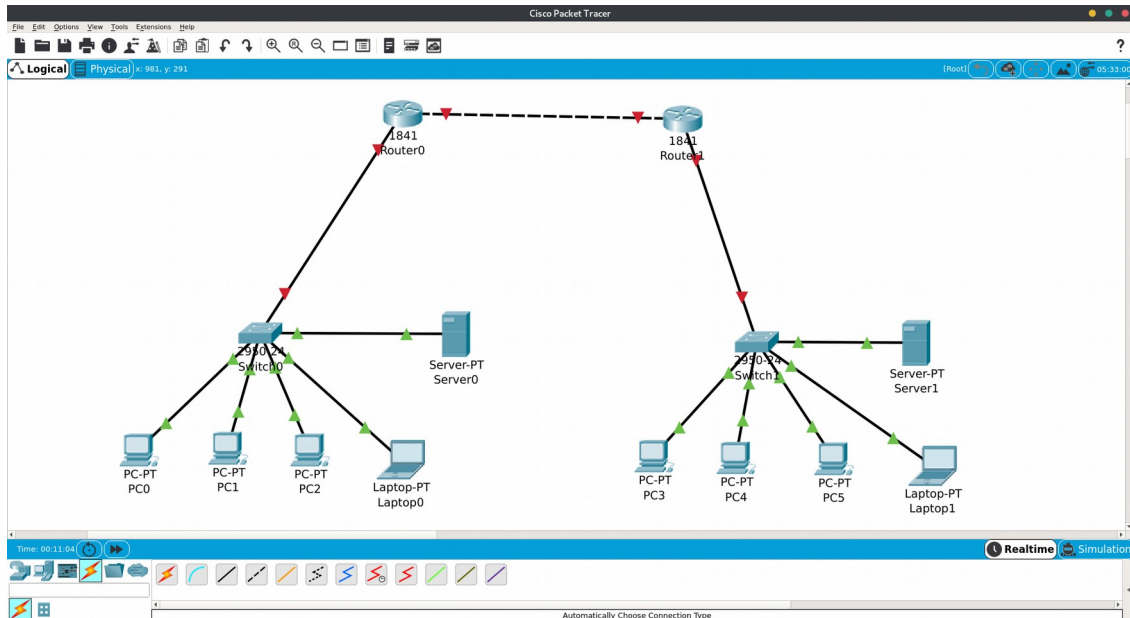 Cisco Packet Tracer
File Edit Options View Tools Extensions Help
?
Logical Physical x: 981, y: 291 [Root] 05:33:00
1841
Router0
1841
Router1
2950-24
Switch0
Server-PT
Server0
2950-24
Switch1
Server-PT
Server1
PC-PT
PC0
PC-PT
PC1
PC-PT
PC2
Laptop-PT
Laptop0
PC-PT
PC3
PC-PT
PC4
PC-PT
PC5
Laptop-PT
Laptop1
Time: 00:11:04 Realtime Simulation
Automatically Choose Connection Type